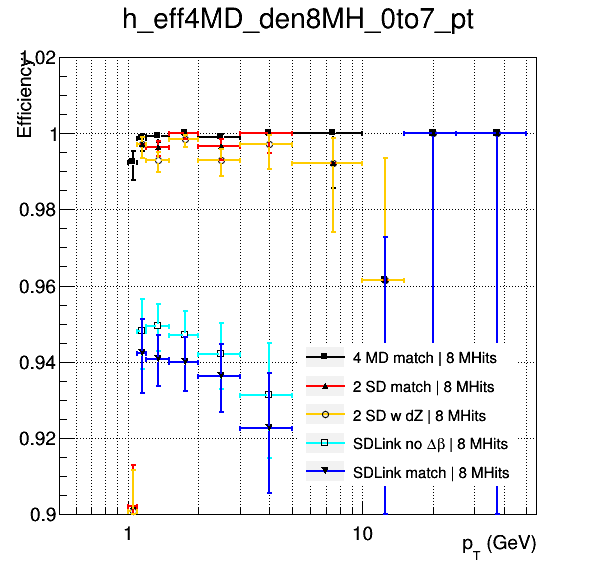 h_eff4MD_den8MH_0to7_pt
Efficiency
1.02
1
0.98
0.96
0.94
0.92
0.9
4 MD match | 8 MHits
2 SD match | 8 MHits
2 SD w dZ | 8 MHits
SDLink no Δβ | 8 MHits
SDLink match | 8 MHits
1
10
p_T (GeV)